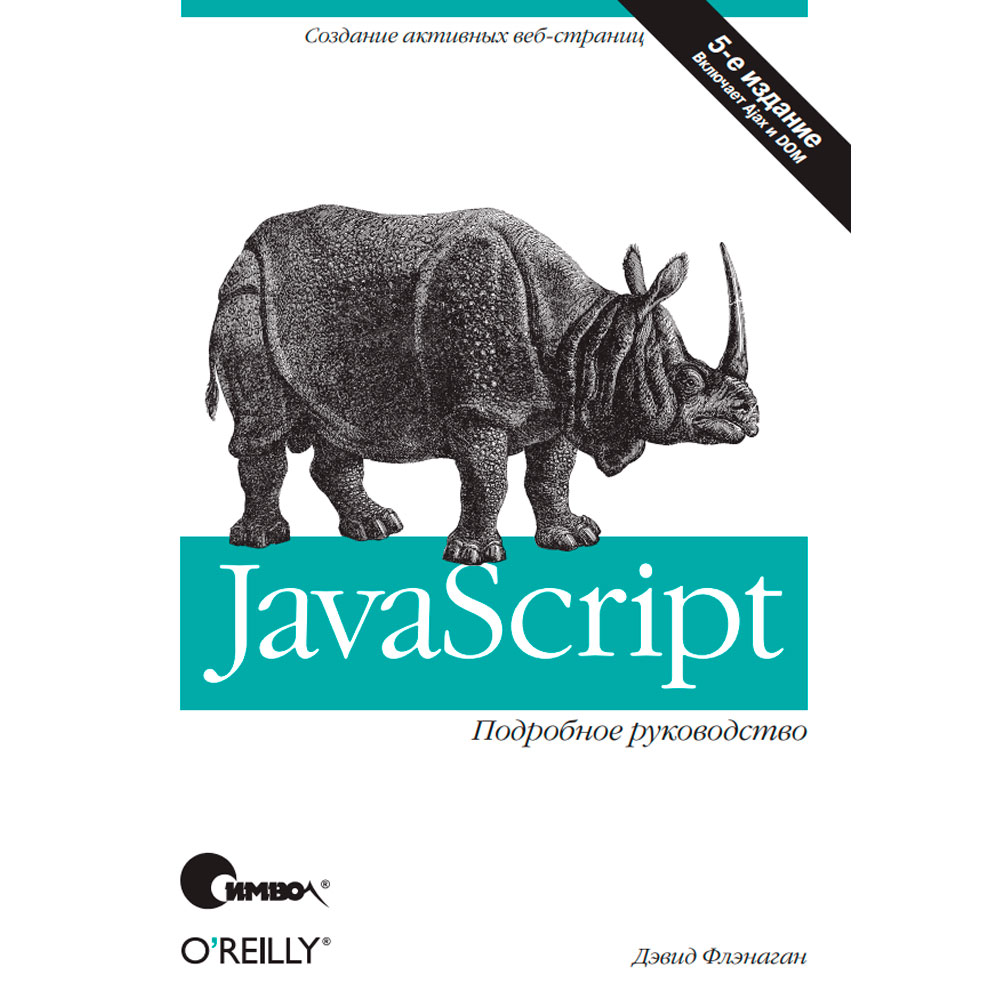 Создание активных веб-страниц
5-е издание
Включает Ajax и DOM
JavaScript
Подробное руководство
Символ®
O'REILLY®
Дэвид Флэнаган